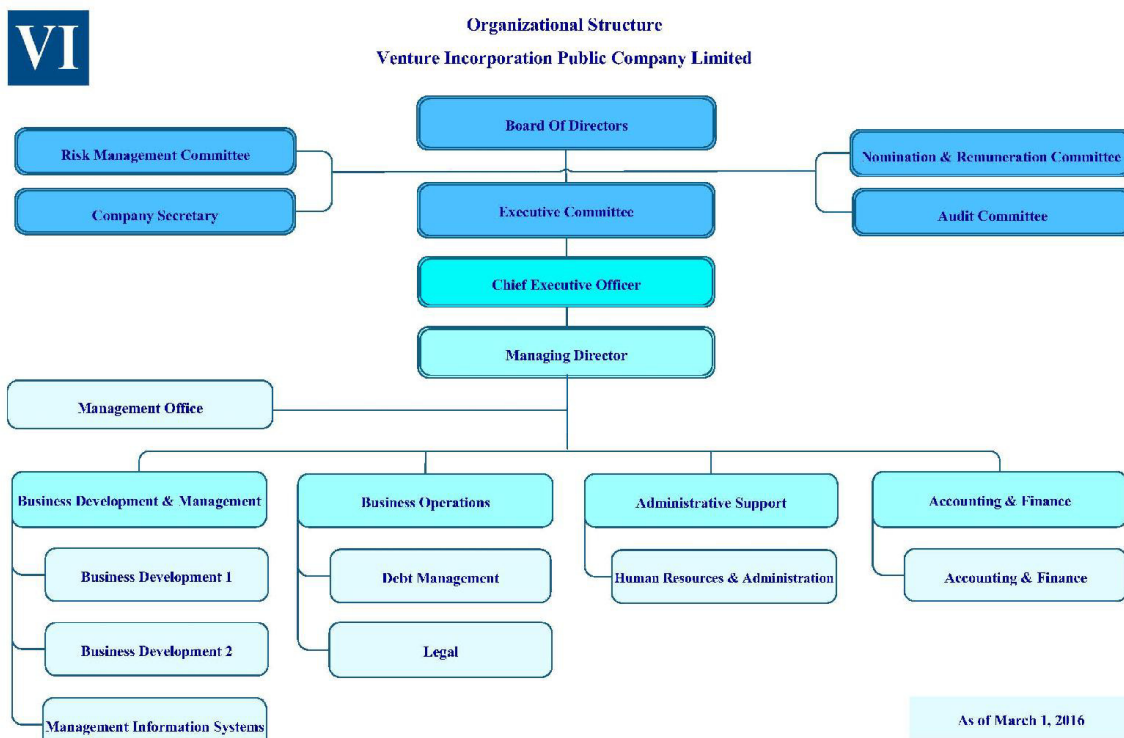 VI
Organizational Structure
Venture Incorporation Public Company Limited
Board Of Directors
Risk Management Committee
Nomination & Remuneration Committee
Company Secretary
Executive Committee
Audit Committee
Chief Executive Officer
Managing Director
Management Office
Business Development & Management
Business Operations
Administrative Support
Accounting & Finance
Business Development 1
Debt Management
Human Resources & Administration
Accounting & Finance
Business Development 2
Legal
Management Information Systems
As of March 1, 2016